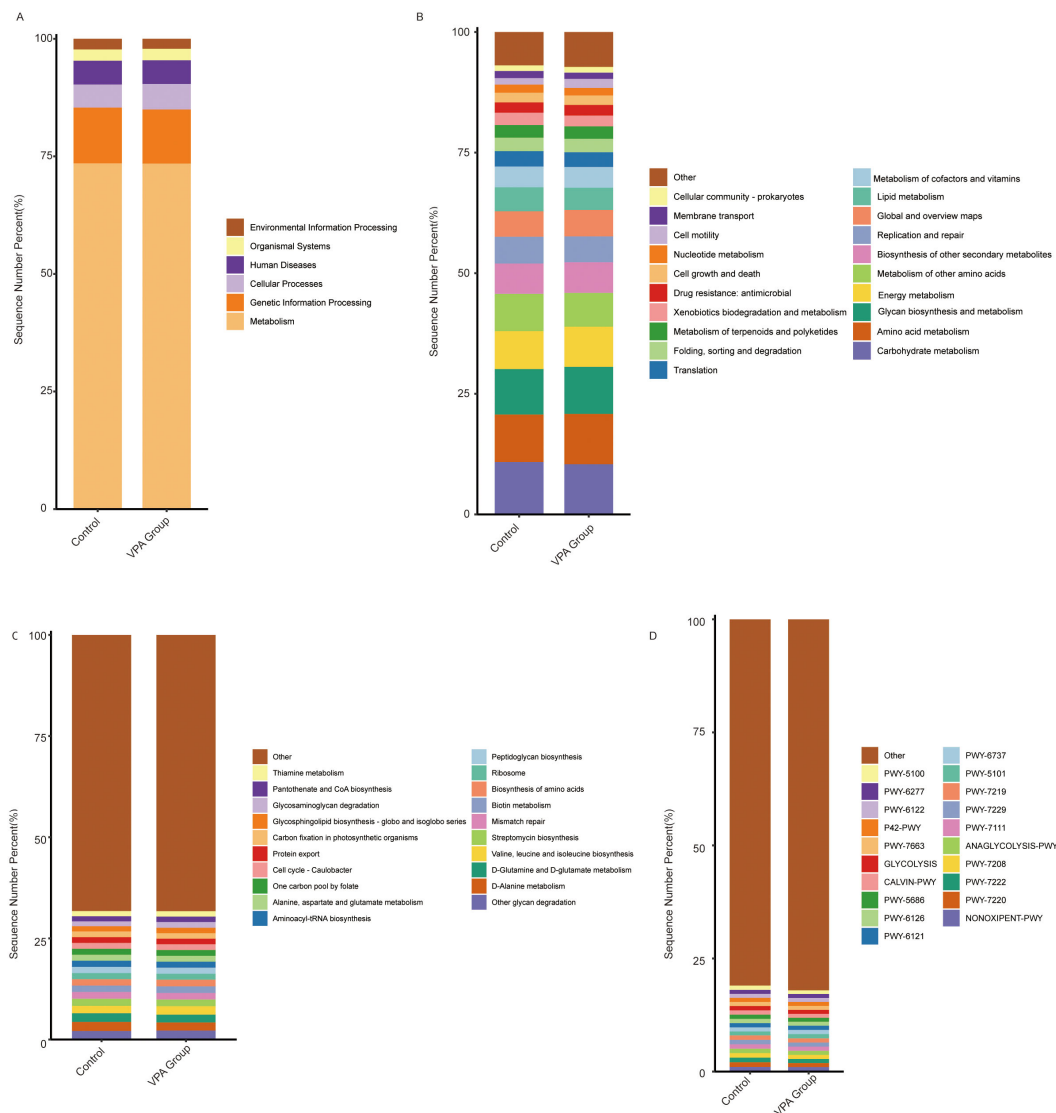 A
Sequence Number Percent(%)
100
75
50
25
0
Control
VPA Group
Environmental Information Processing
Organismal Systems
Human Diseases
Cellular Processes
Genetic Information Processing
Metabolism
B
Sequence Number Percent(%)
100
75
50
25
0
Control
VPA Group
Other
Cellular community - prokaryotes
Membrane transport
Cell motility
Nucleotide metabolism
Cell growth and death
Drug resistance: antimicrobial
Xenobiotics biodegradation and metabolism
Metabolism of terpenoids and polyketides
Folding, sorting and degradation
Translation
Metabolism of cofactors and vitamins
Lipid metabolism
Global and overview maps
Replication and repair
Biosynthesis of other secondary metabolites
Metabolism of other amino acids
Energy metabolism
Glycan biosynthesis and metabolism
Amino acid metabolism
Carbohydrate metabolism
C
Sequence Number Percent(%)
100
75
50
25
0
Control
VPA Group
Other
Thiamine metabolism
Pantothenate and CoA biosynthesis
Glycosaminoglycan degradation
Glycosphingolipid biosynthesis - globo and isoglobo series
Carbon fixation in photosynthetic organisms
Protein export
Cell cycle - Caulobacter
One carbon pool by folate
Alanine, aspartate and glutamate metabolism
Aminoacyl-tRNA biosynthesis
Peptidoglycan biosynthesis
Ribosome
Biosynthesis of amino acids
Biotin metabolism
Mismatch repair
Streptomycin biosynthesis
Valine, leucine and isoleucine biosynthesis
D-Glutamine and D-glutamate metabolism
D-Alanine metabolism
Other glycan degradation
D
Sequence Number Percent(%)
100
75
50
25
0
Control
VPA Group
Other
PWY-5100
PWY-6277
PWY-6122
P42-PWY
PWY-7663
GLYCOLYSIS
CALVIN-PWY
PWY-5686
PWY-6126
PWY-6121
PWY-6737
PWY-5101
PWY-7219
PWY-7229
PWY-7111
ANAGLYCOLYSIS-PWY
PWY-7208
PWY-7222
PWY-7220
NONOXIPENT-PWY